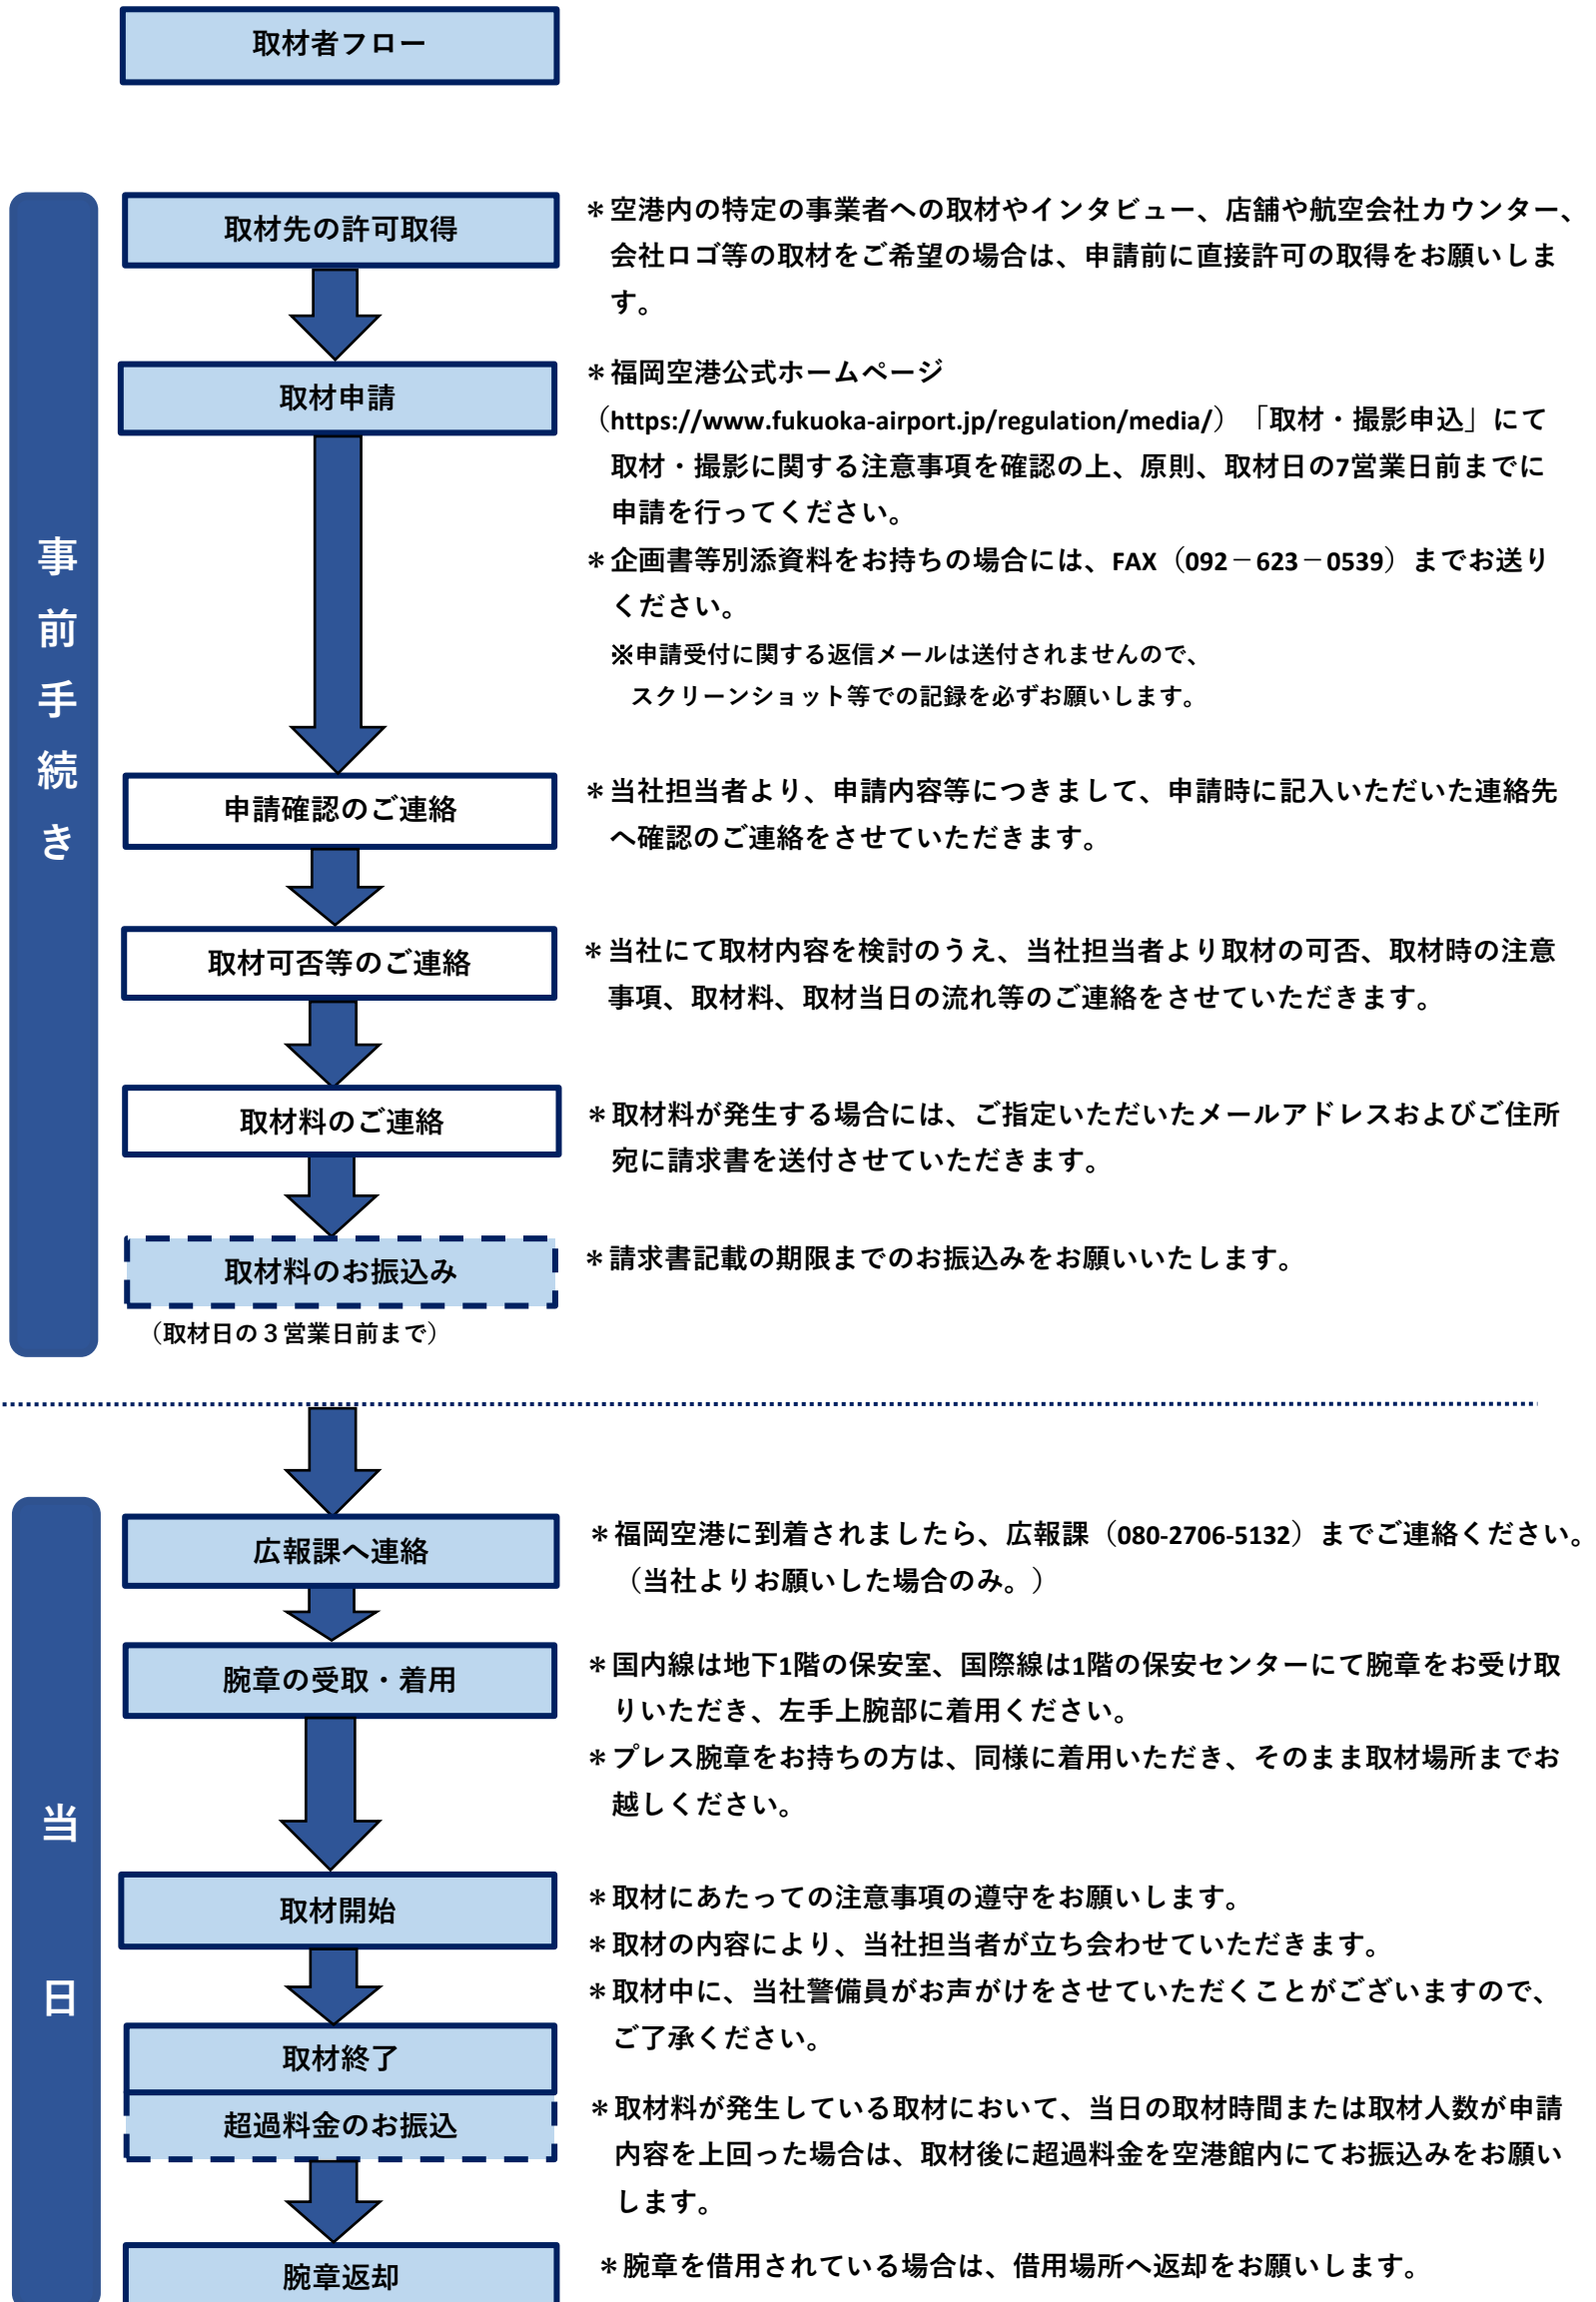 取材者フロー
事前手続き
取材先の許可取得
＊空港内の特定の事業者への取材やインタビュー、店舗や航空会社カウンター、
会社ロゴ等の取材をご希望の場合は、申請前に直接許可の取得をお願いしま
す。
取材申請
＊福岡空港公式ホームページ
（https://www.fukuoka-airport.jp/regulation/media/）「取材・撮影申込」にて
取材・撮影に関する注意事項を確認の上、原則、取材日の7営業日前までに
申請を行ってください。
＊企画書等別添資料をお持ちの場合には、FAX（092－623－0539）までお送り
ください。
※申請受付に関する返信メールは送付されませんので、
スクリーンショット等での記録を必ずお願いします。
申請確認のご連絡
＊当社担当者より、申請内容等につきまして、申請時に記入いただいた連絡先
へ確認のご連絡をさせていただきます。
取材可否等のご連絡
＊当社にて取材内容を検討のうえ、当社担当者より取材の可否、取材時の注意
事項、取材料、取材当日の流れ等のご連絡をさせていただきます。
取材料のご連絡
＊取材料が発生する場合には、ご指定いただいたメールアドレスおよびご住所
宛に請求書を送付させていただきます。
取材料のお振込み
＊請求書記載の期限までのお振込みをお願いいたします。
（取材日の３営業日前まで）
当日
広報課へ連絡
＊福岡空港に到着されましたら、広報課（080-2706-5132）までご連絡ください。
（当社よりお願いした場合のみ。）
腕章の受取・着用
＊国内線は地下1階の保安室、国際線は1階の保安センターにて腕章をお受け取
りいただき、左手上腕部に着用ください。
＊プレス腕章をお持ちの方は、同様に着用いただき、そのまま取材場所までお
越しください。
取材開始
＊取材にあたっての注意事項の遵守をお願いします。
＊取材の内容により、当社担当者が立ち会わせていただきます。
＊取材中に、当社警備員がお声がけをさせていただくことがございますので、
ご了承ください。
取材終了
超過料金のお振込
＊取材料が発生している取材において、当日の取材時間または取材人数が申請
内容を上回った場合は、取材後に超過料金を空港館内にてお振込みをお願い
します。
腕章返却
＊腕章を借用されている場合は、借用場所へ返却をお願いします。